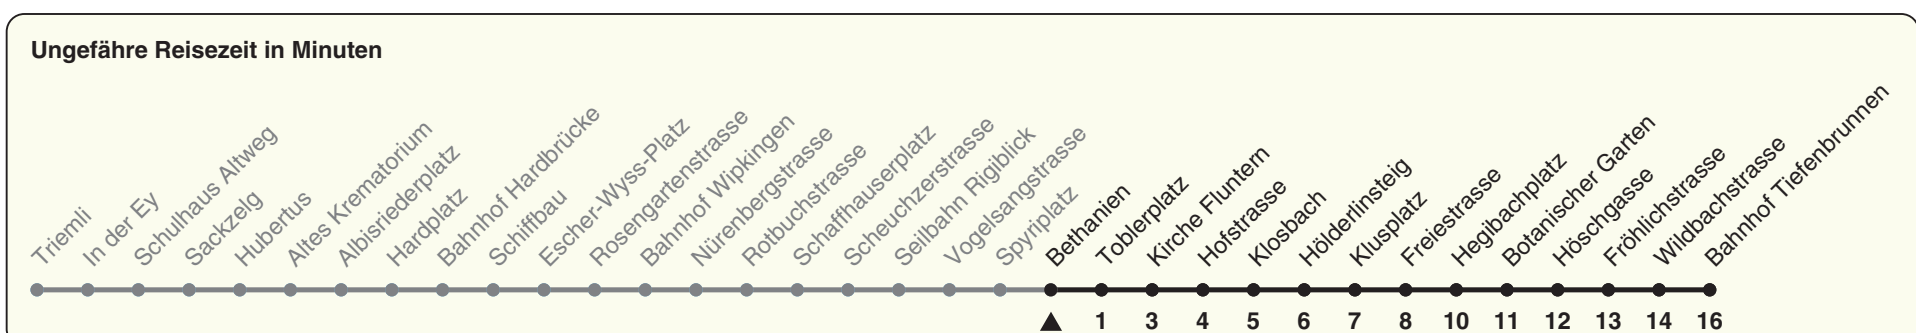 Ungefähre Reisezeit in Minuten
Triemli
In der Ey
Schulhaus Altweg
Sackzelg
Hubertus
Altes Krematorium
Albisriederplatz
Hardplatz
Bahnhof Hardbrücke
Schiffbau
Escher-Wyss-Platz
Rosengartenstrasse
Bahnhof Wipkingen
Nürenbergstrasse
Rotbuchstrasse
Schaffhauserplatz
Scheuchzerstrasse
Seilbahn Rigiblick
Vogelsangstrasse
Spyriplatz
Bethanien
Toblerplatz
Kirche Fluntern
Hofstrasse
Klosbach
Hölderlinsteig
Klusplatz
Freiestrasse
Hegibachplatz
Botanischer Garten
Höschgasse
Fröhlichstrasse
Wildbachstrasse
Bahnhof Tiefenbrunnen
1 3 4 5 6 7 8 10 11 12 13 14 16